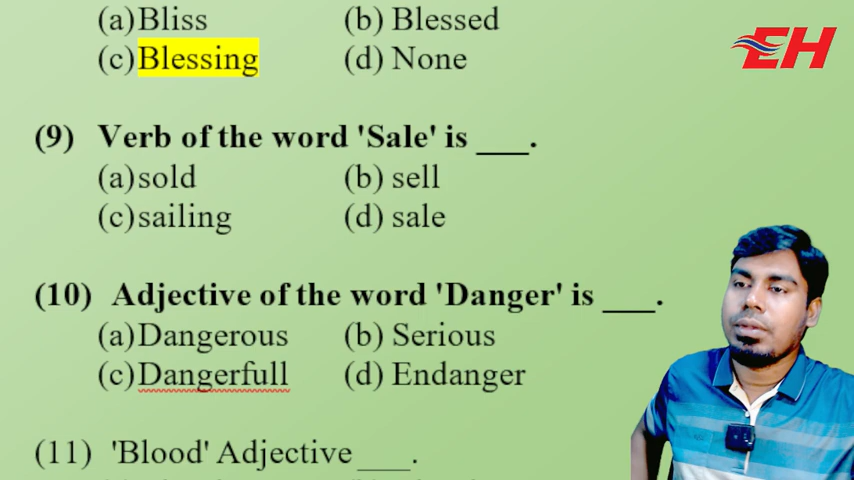 (a)Bliss (b) Blessed
(c)Blessing (d) None
EH
(9) Verb of the word 'Sale' is ___.
(a)sold (b) sell
(c)sailing (d) sale
(10) Adjective of the word 'Danger' is ___.
(a)Dangerous (b) Serious
(c)Dangerfull (d) Endanger
(11) 'Blood' Adjective ___.